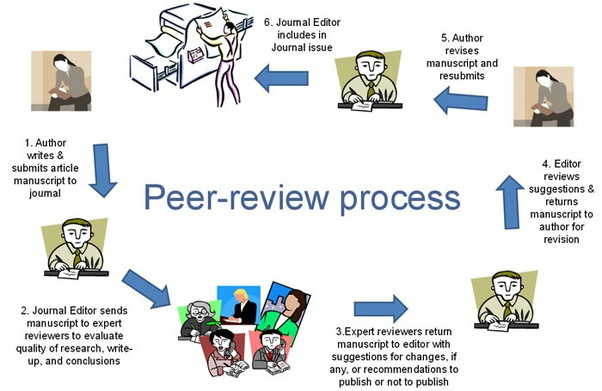 Peer-review process
1. Author
writes &
submits article
manuscript to
journal
2. Journal Editor sends
manuscript to expert
reviewers to evaluate
quality of research, write-
up, and conclusions
3.Expert reviewers return
manuscript to editor with
suggestions for changes, if
any, or recommendations to
publish or not to publish
4. Editor
reviews
suggestions &
returns
manuscript to
author for
revision
5. Author
revises
manuscript and
resubmits
6. Journal Editor
includes in
Journal issue